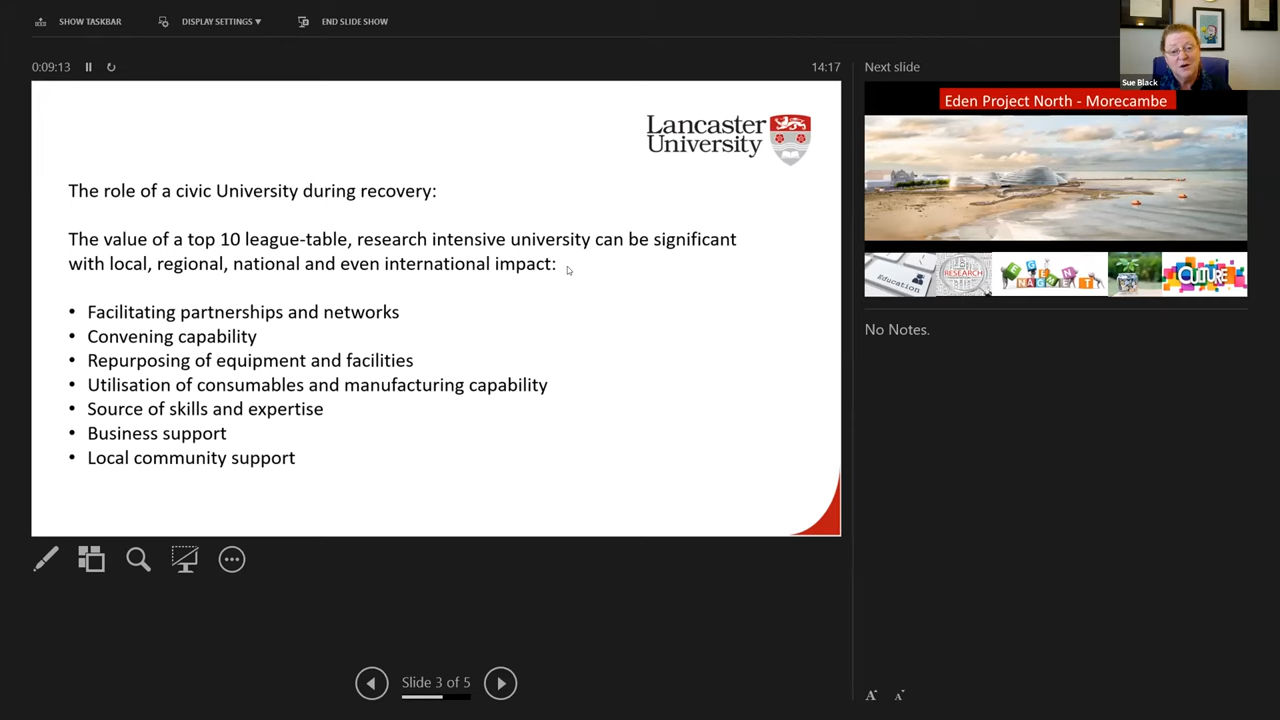 SHOW TASKBAR
DISPLAY SETTINGS ▼
END SLIDE SHOW
Sue Black
0:09:13
14:17
Lancaster
University
The role of a civic University during recovery:
The value of a top 10 league-table, research intensive university can be significant
with local, regional, national and even international impact:
• Facilitating partnerships and networks
• Convening capability
• Repurposing of equipment and facilities
• Utilisation of consumables and manufacturing capability
• Source of skills and expertise
• Business support
• Local community support
Slide 3 of 5
Next slide
Eden Project North - Morecambe
Education
RESEARCH
CULTURE
No Notes.
A
A